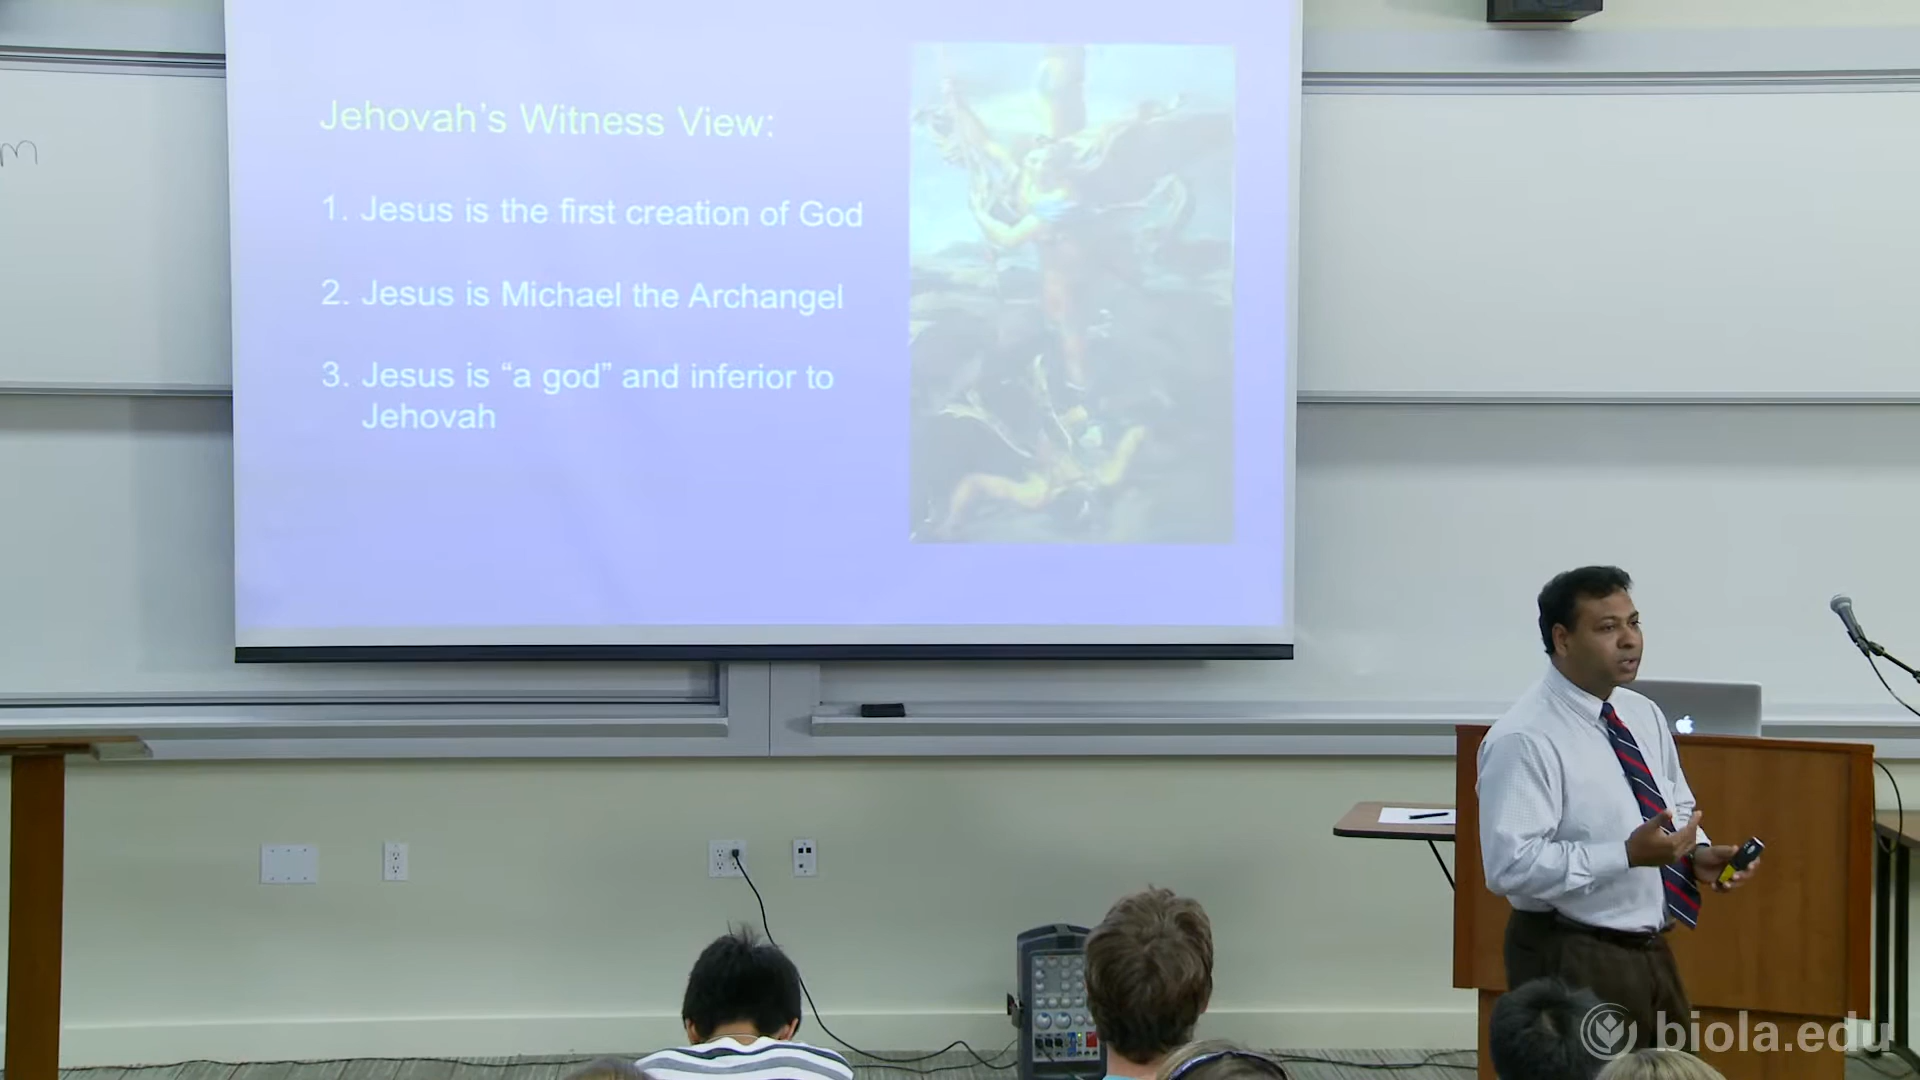 Jehovah's Witness View:
1. Jesus is the first creation of God
2. Jesus is Michael the Archangel
3. Jesus is “a god” and inferior to
Jehovah
m
biola.edu